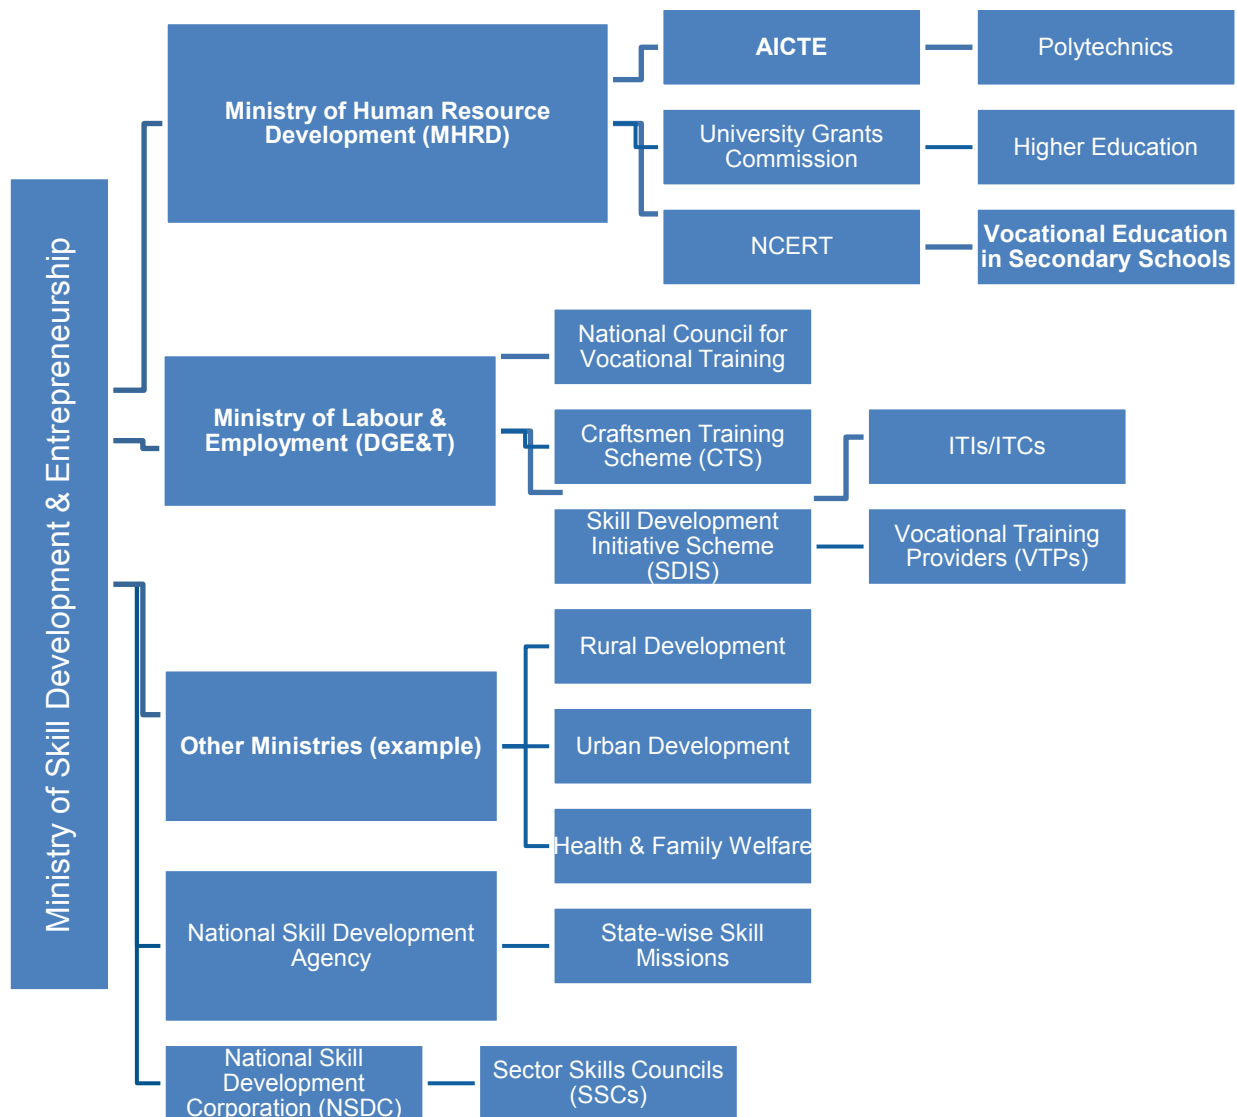 Ministry of Skill Development & Entrepreneurship
Ministry of Human Resource
Development (MHRD)
AICTE
Polytechnics
University Grants
Commission
Higher Education
NCERT
Vocational Education
in Secondary Schools
Ministry of Labour &
Employment (DGE&T)
National Council for
Vocational Training
Craftsmen Training
Scheme (CTS)
ITIs/ITCs
Skill Development
Initiative Scheme
(SDIS)
Vocational Training
Providers (VTPs)
Other Ministries (example)
Rural Development
Urban Development
Health & Family Welfare
National Skill Development
Agency
State-wise Skill
Missions
National Skill
Development
Corporation (NSDC)
Sector Skills Councils
(SSCs)